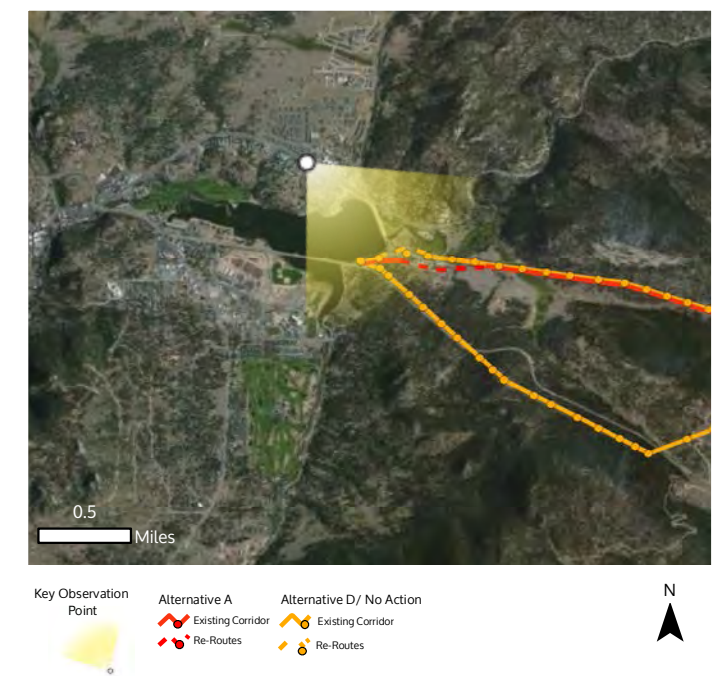 0.5
Miles
Key Observation
Point
Alternative A
Existing Corridor
Re-Routes
Alternative D/ No Action
Existing Corridor
Re-Routes
N